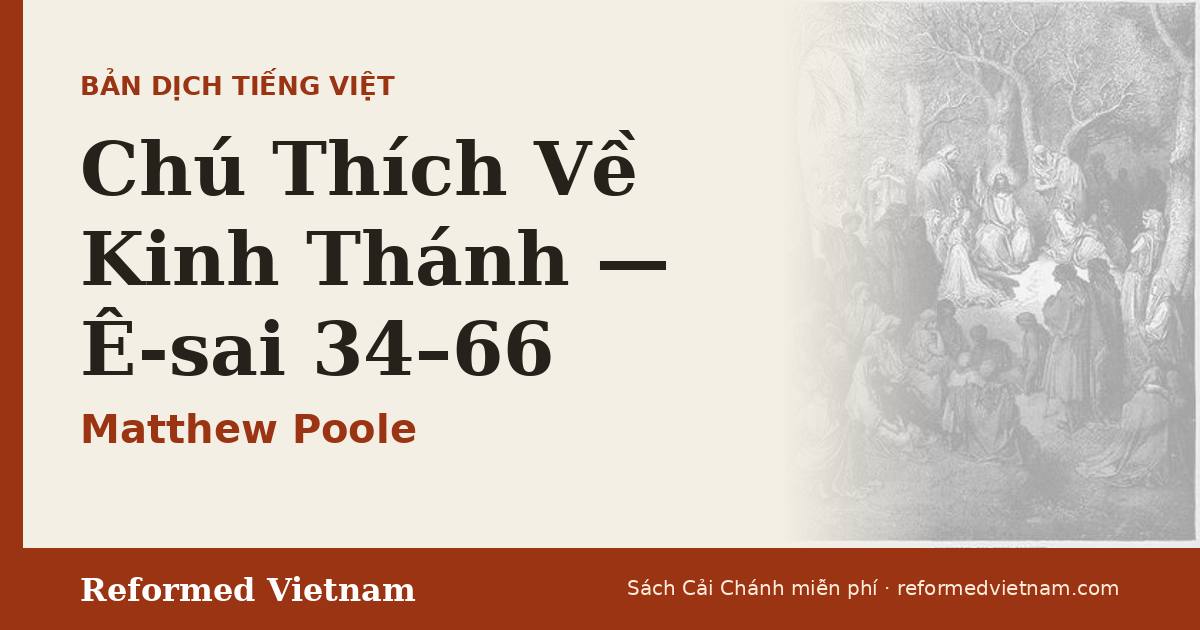 BẢN DỊCH TIẾNG VIỆT
Chú Thích Về
Kinh Thánh —
Ê-sai 34–66
Matthew Poole
Reformed Vietnam
Sách Cải Chánh miễn phí · reformedvietnam.com